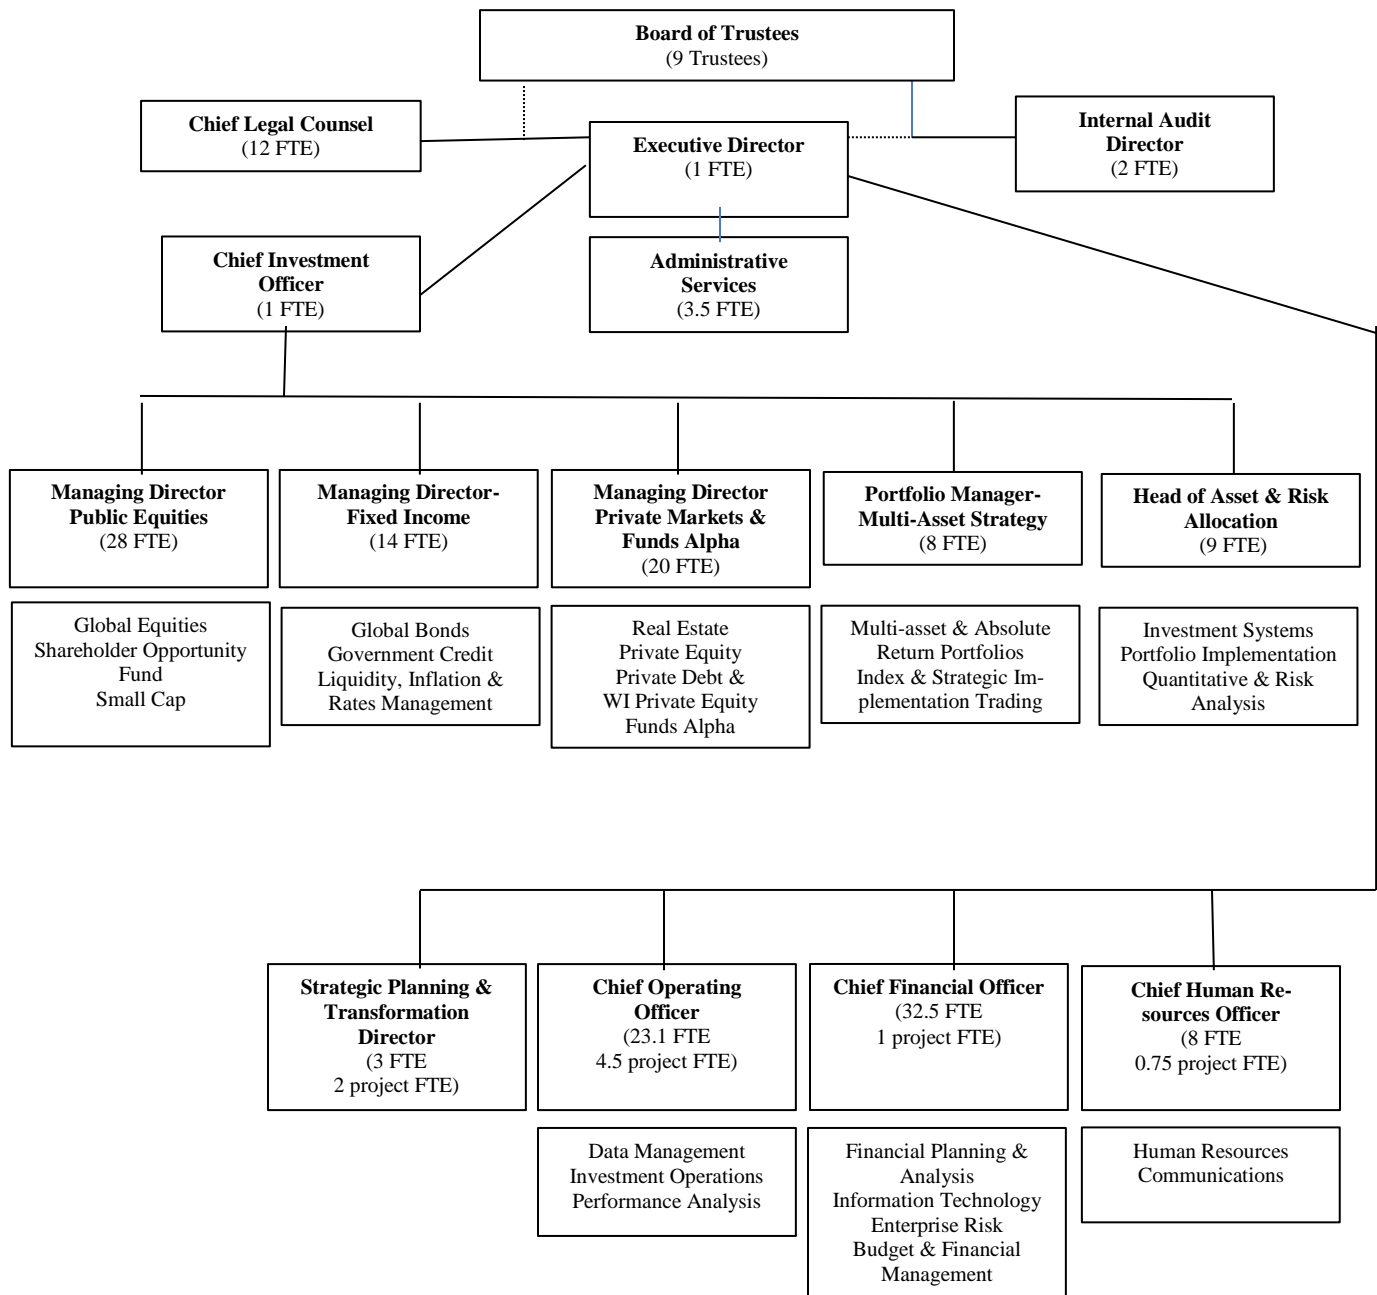 Board of Trustees
(9 Trustees)
Chief Legal Counsel
(12 FTE)
Executive Director
(1 FTE)
Internal Audit
Director
(2 FTE)
Chief Investment
Officer
(1 FTE)
Administrative
Services
(3.5 FTE)
Managing Director
Public Equities
(28 FTE)
Managing Director-
Fixed Income
(14 FTE)
Managing Director
Private Markets &
Funds Alpha
(20 FTE)
Portfolio Manager-
Multi-Asset Strategy
(8 FTE)
Head of Asset & Risk
Allocation
(9 FTE)
Global Equities
Shareholder Opportunity
Fund
Small Cap
Global Bonds
Government Credit
Liquidity, Inflation &
Rates Management
Real Estate
Private Equity
Private Debt &
WI Private Equity
Funds Alpha
Multi-asset & Absolute
Return Portfolios
Index & Strategic Im-
plementation Trading
Investment Systems
Portfolio Implementation
Quantitative & Risk
Analysis
Strategic Planning &
Transformation
Director
(3 FTE
2 project FTE)
Chief Operating
Officer
(23.1 FTE
4.5 project FTE)
Chief Financial Officer
(32.5 FTE
1 project FTE)
Chief Human Re-
sources Officer
(8 FTE
0.75 project FTE)
Data Management
Investment Operations
Performance Analysis
Financial Planning &
Analysis
Information Technology
Enterprise Risk
Budget & Financial
Management
Human Resources
Communications